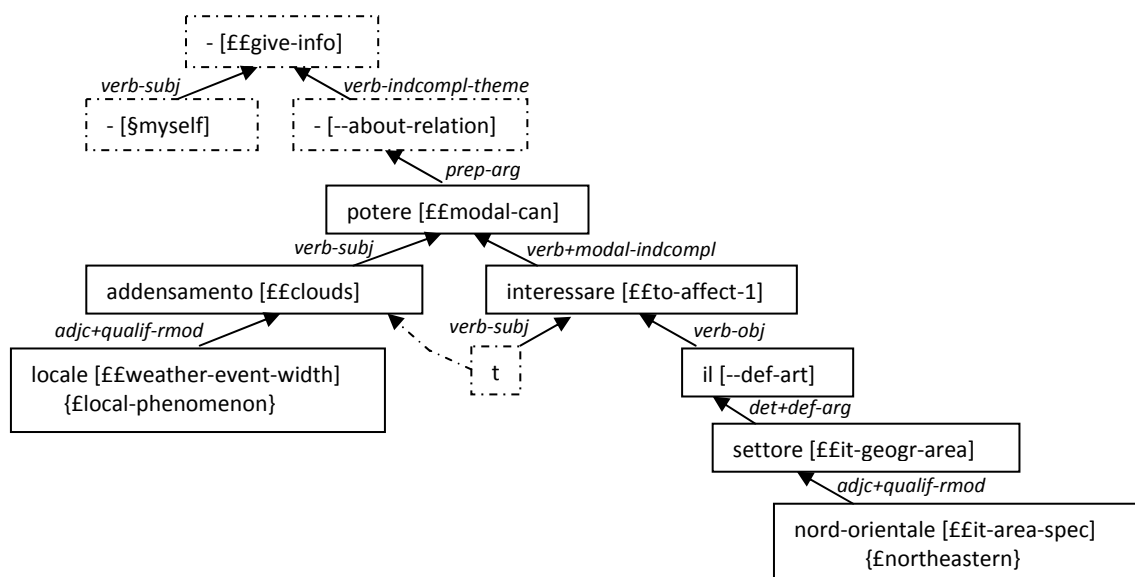 - [££give-info]
verb-subj
verb-indcompl-theme
- [§myself]
- [--about-relation]
prep-arg
potere [££modal-can]
verb-subj
verb+modal-indcompl
addensamento [££clouds]
interessare [££to-affect-1]
adjc+qualif-rmod
verb-subj
verb-obj
locale [££weather-event-width]
{£local-phenomenon}
t
il [--def-art]
det+def-arg
settore [££it-geogr-area]
adjc+qualif-rmod
nord-orientale [££it-area-spec]
{£northeastern}